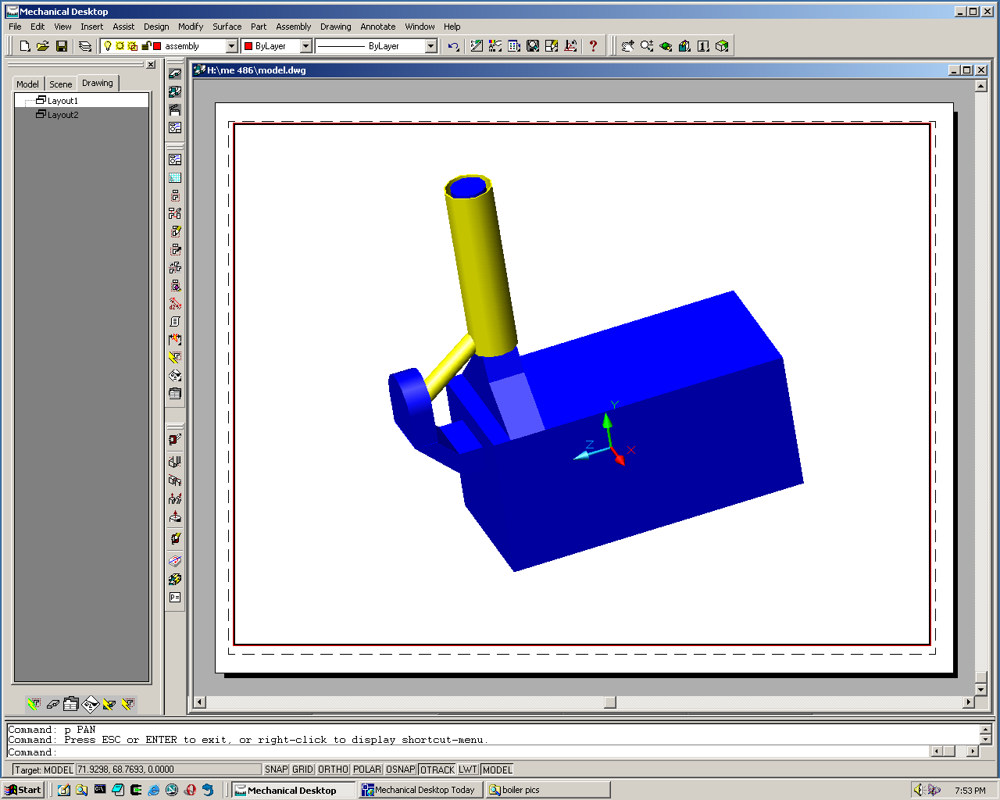 Mechanical Desktop
File Edit View Insert Assist Design Modify Surface Part Assembly Drawing Annotate Window Help
assembly ByLayer ByLayer
Model Scene Drawing
Layout1
Layout2
H:\me 486\model.dwg
Y
Z
X
Command: p PAN
Command: Press ESC or ENTER to exit, or right-click to display shortcut-menu.
Command:
Target: MODEL 71.9298, 68.7693, 0.0000 SNAP GRID ORTHO POLAR OSNAP OTRACK LWT MODEL
Start Mechanical Desktop Mechanical Desktop Today boiler pics 7:53 PM